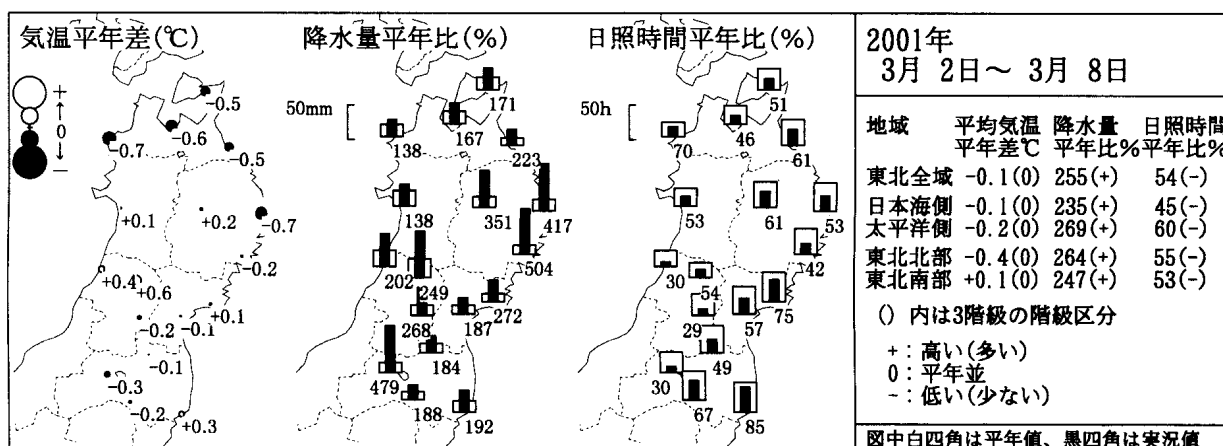 気温平年差(℃)
+
↑
0
↓
−
-0.5
-0.6
-0.7
-0.5
+0.1
+0.2
-0.7
-0.2
+0.4
+0.6
+0.1
-0.2
-0.1
-0.1
-0.3
-0.2
+0.3
降水量平年比(%)
50mm
171
167
138
223
138
351
417
504
202
249
272
268
187
184
479
188
192
日照時間平年比(%)
50h
51
46
70
61
53
61
53
42
30
54
75
57
29
49
30
67
85
2001年
3月 2日～ 3月 8日
地域 平均気温 降水量 日照時間
平年差℃ 平年比% 平年比%
東北全域 -0.1(0) 255(+) 54(-)
日本海側 -0.1(0) 235(+) 45(-)
太平洋側 -0.2(0) 269(+) 60(-)
東北北部 -0.4(0) 264(+) 55(-)
東北南部 +0.1(0) 247(+) 53(-)
() 内は3階級の階級区分
+：高い(多い)
0：平年並
-：低い(少ない)
図中白四角は平年値、黒四角は実況値